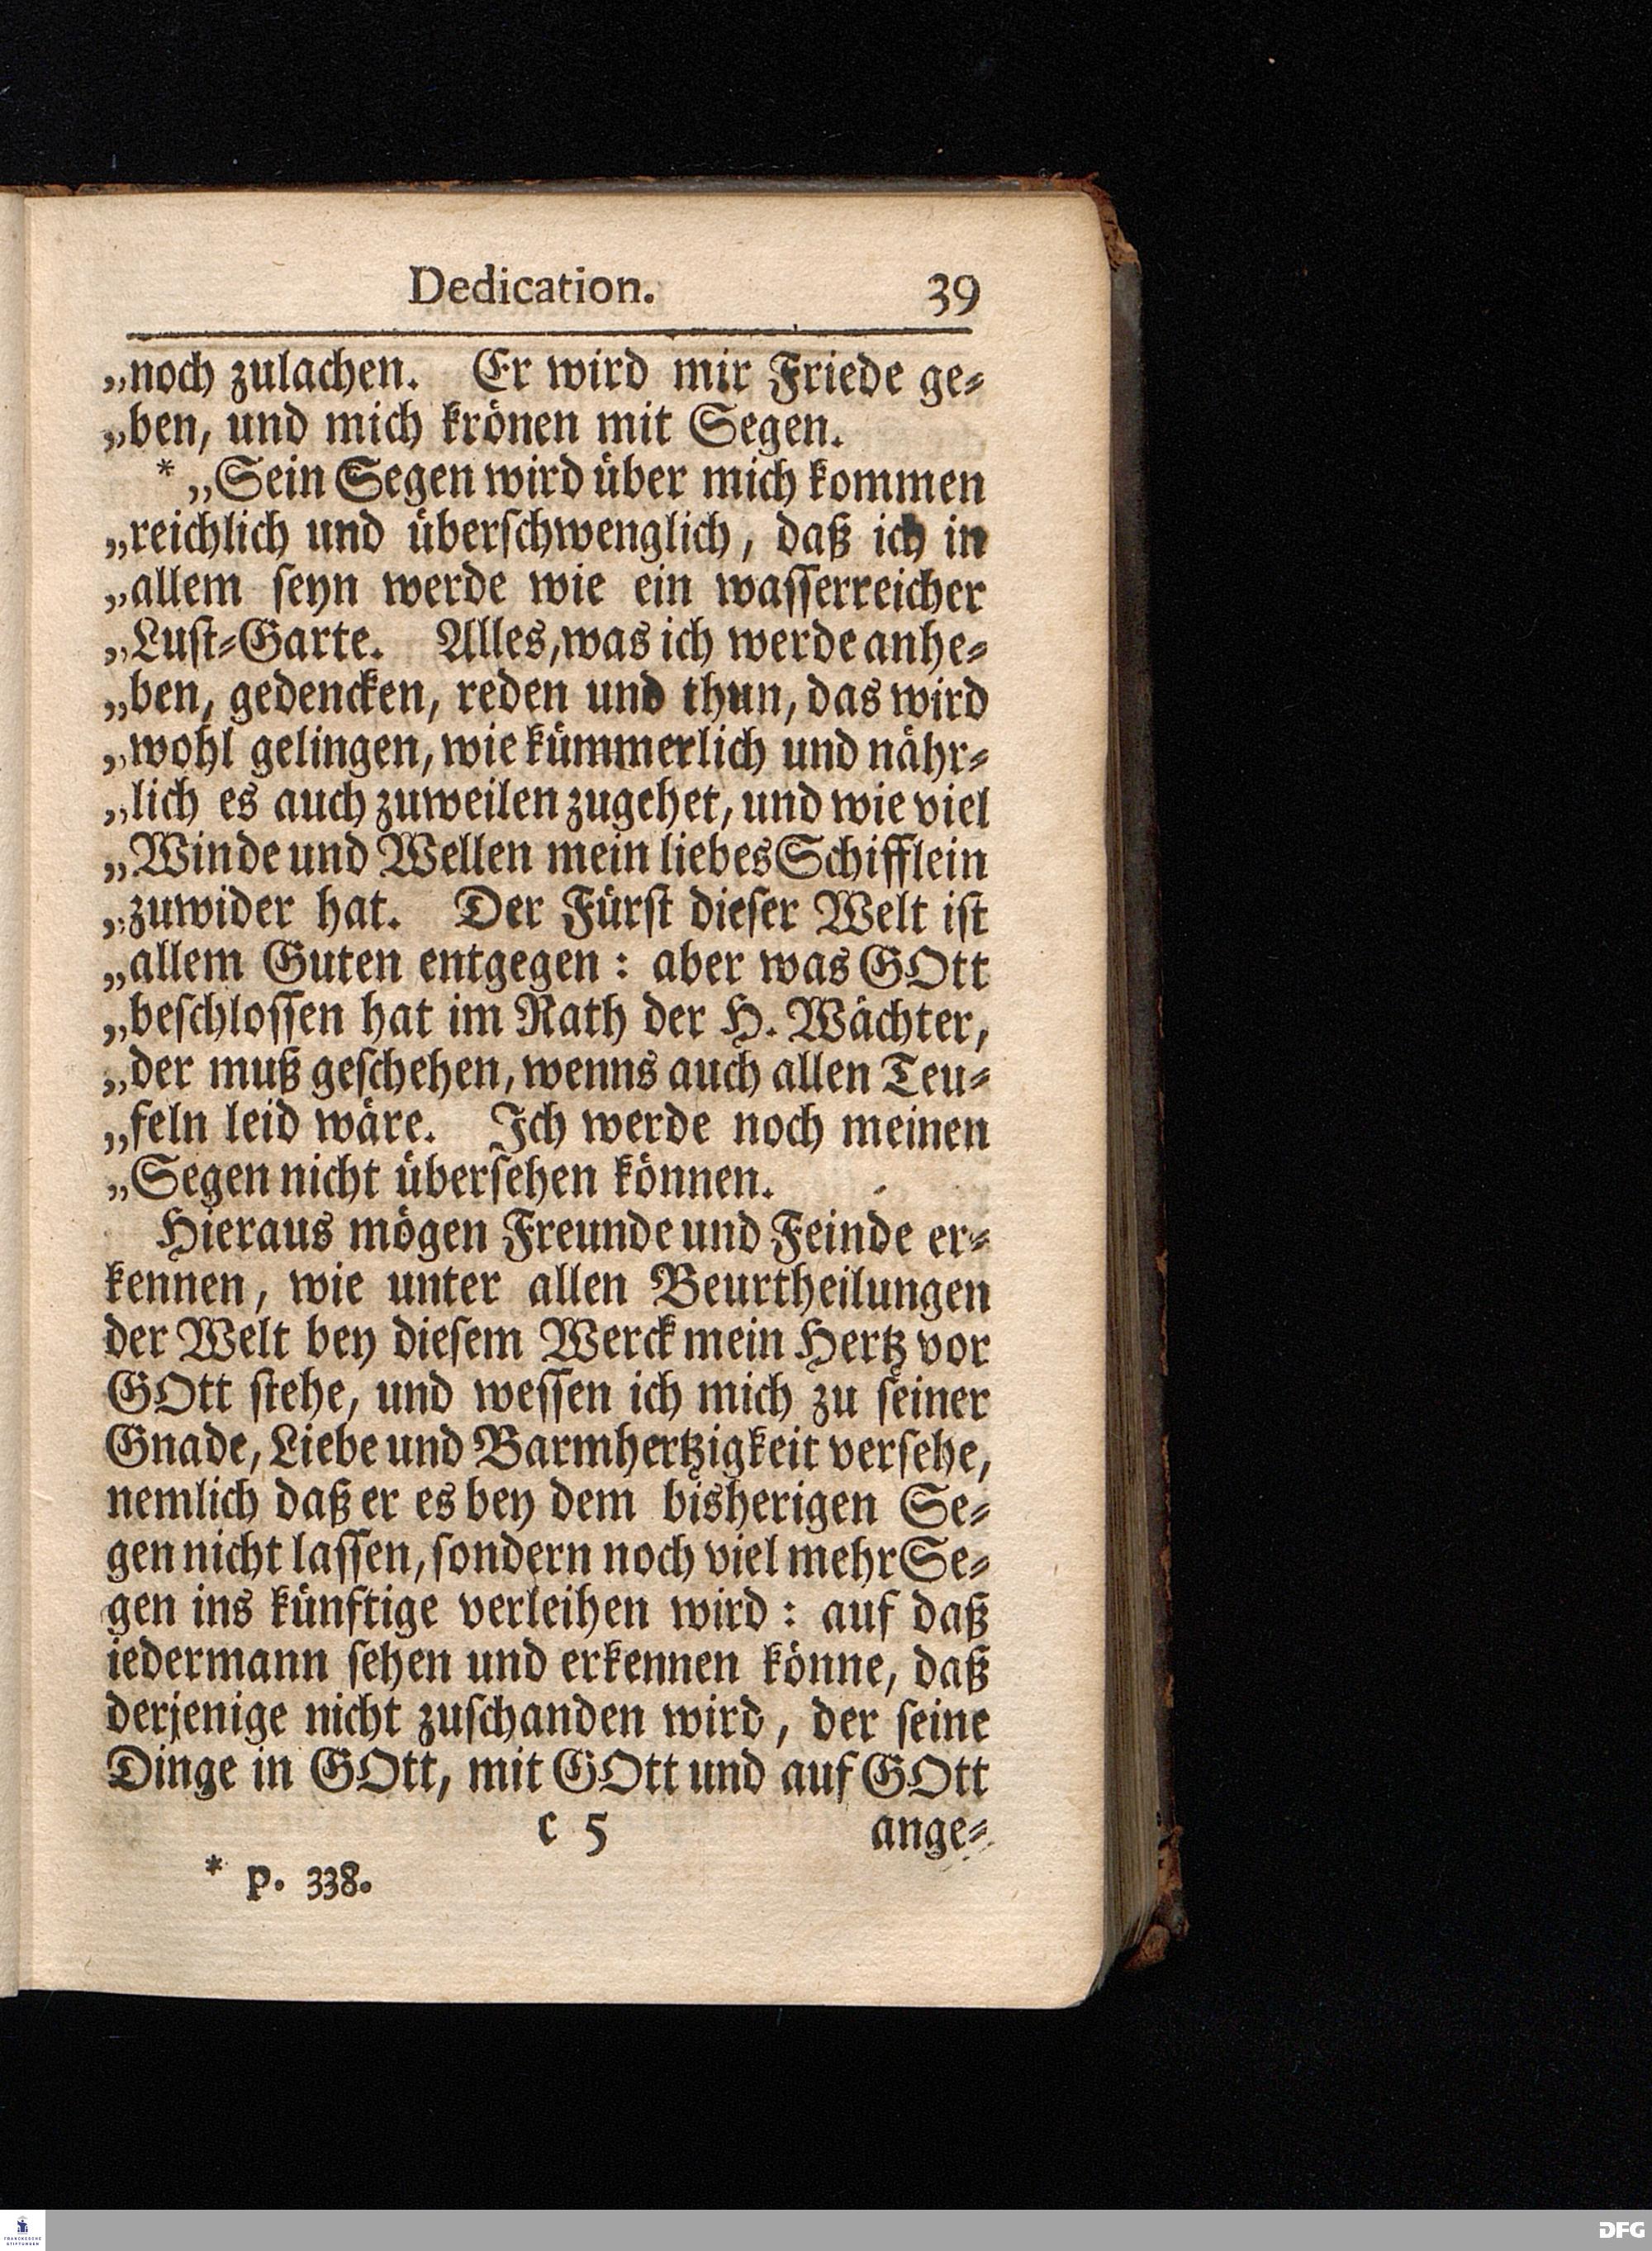 Dedication. 39
„noch zulachen. Er wird mir Friede ge⸗
„ben, und mich krönen mit Segen.
* „Sein Segen wird über mich kommen
„reichlich und überſchwenglich, daß ich in
„allem ſeyn werde wie ein waſſerreicher
„Luſt⸗Garte. Alles, was ich werde anhe⸗
„ben, gedencken, reden und thun, das wird
„wohl gelingen, wie kümmerlich und nähr⸗
„lich es auch zuweilen zugehet, und wie viel
„Winde und Wellen mein liebes Schifflein
„zuwider hat. Der Fürſt dieſer Welt iſt
„allem Guten entgegen: aber was GOtt
„beſchloſſen hat im Rath der H. Wächter,
„der muß geſchehen, wenns auch allen Teu⸗
„feln leid wäre. Ich werde noch meinen
„Segen nicht überſehen können.
Hieraus mögen Freunde und Feinde er⸗
kennen, wie unter allen Beurtheilungen
der Welt bey dieſem Werck mein Hertz vor
GOtt ſtehe, und weſſen ich mich zu ſeiner
Gnade, Liebe und Barmhertzigkeit verſehe,
nemlich daß er es bey dem bisherigen Se⸗
gen nicht laſſen, ſondern noch viel mehr Se⸗
gen ins künftige verleihen wird: auf daß
iedermann ſehen und erkennen könne, daß
derjenige nicht zuſchanden wird, der ſeine
Dinge in GOtt, mit GOtt und auf GOtt
c 5 ange⸗
* p. 338.
FRANCKESCHE
STIFTUNGEN
DFG